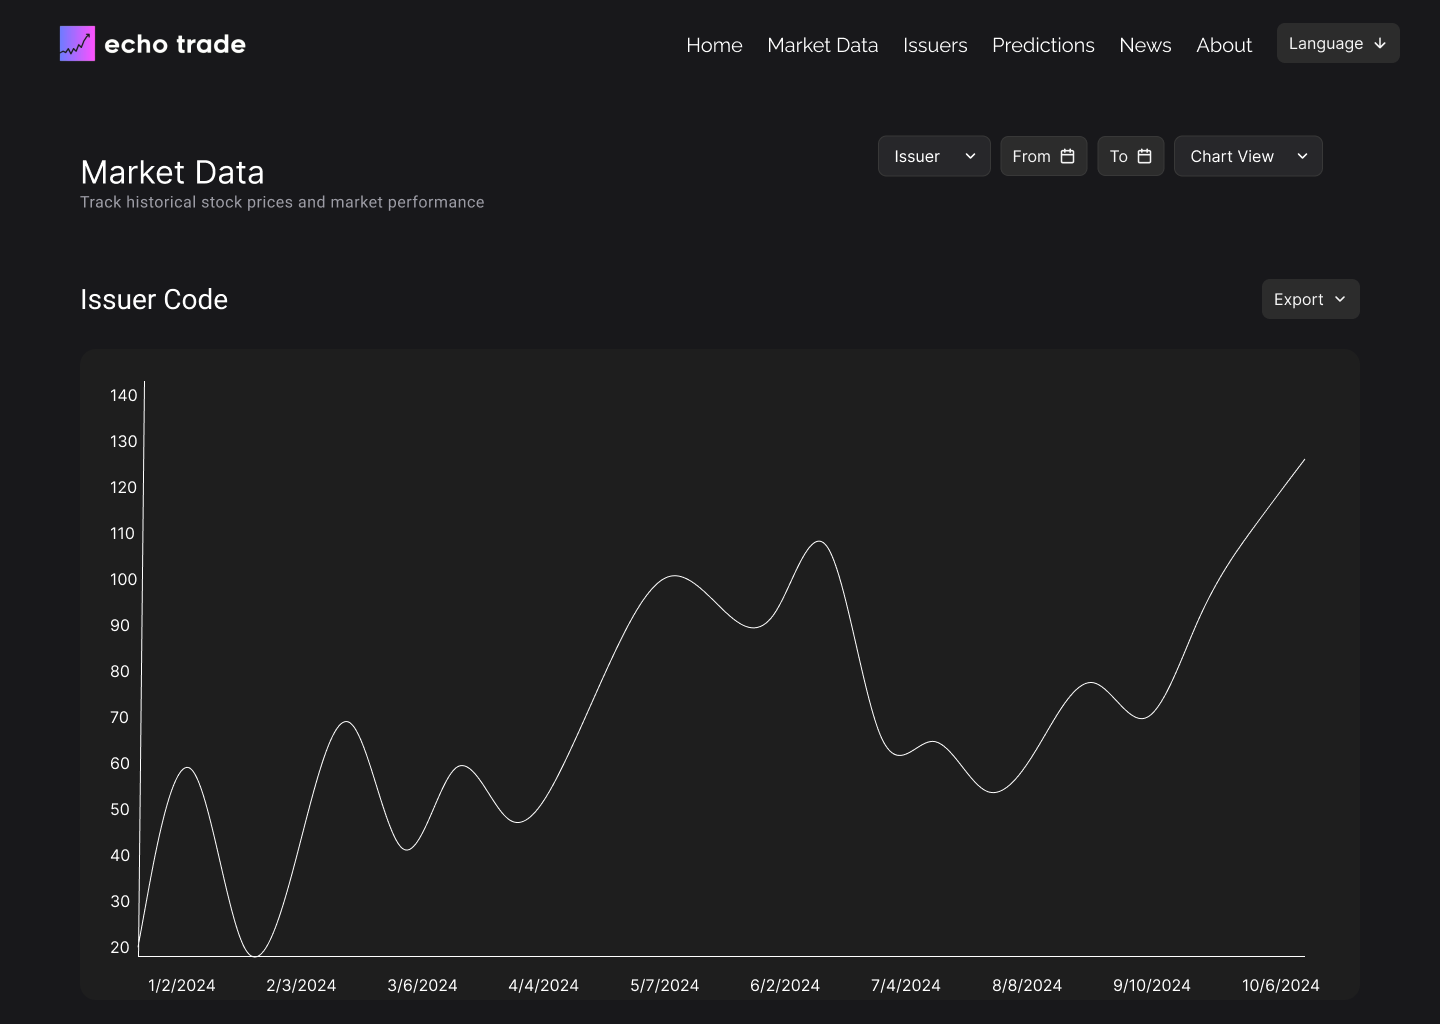 echo trade
Home Market Data Issuers Predictions News About Language
Issuer From To Chart View
Market Data
Track historical stock prices and market performance
Issuer Code
Export
140
130
120
110
100
90
80
70
60
50
40
30
20
1/2/2024 2/3/2024 3/6/2024 4/4/2024 5/7/2024 6/2/2024 7/4/2024 8/8/2024 9/10/2024 10/6/2024